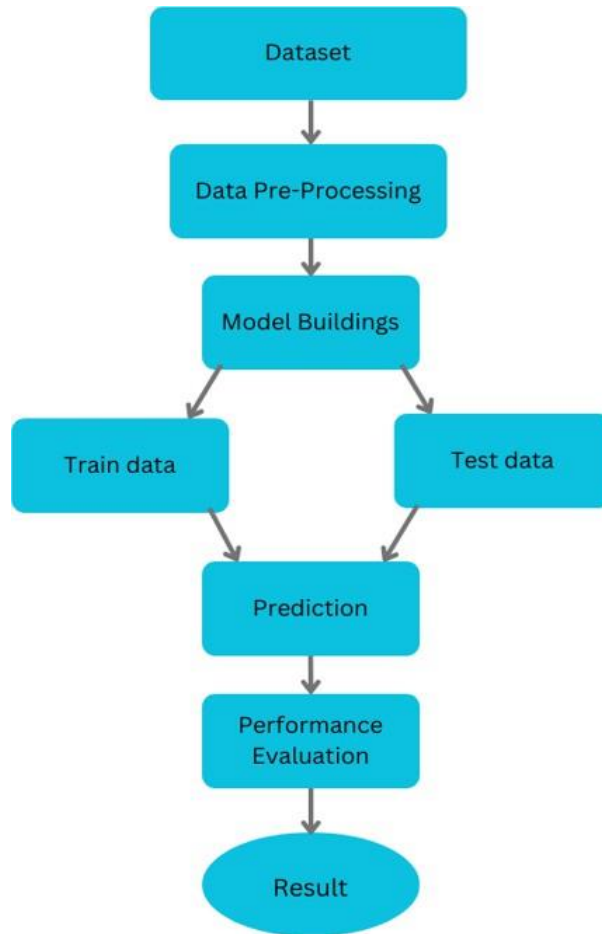 Dataset
Data Pre-Processing
Model Buildings
Train data
Test data
Prediction
Performance
Evaluation
Result